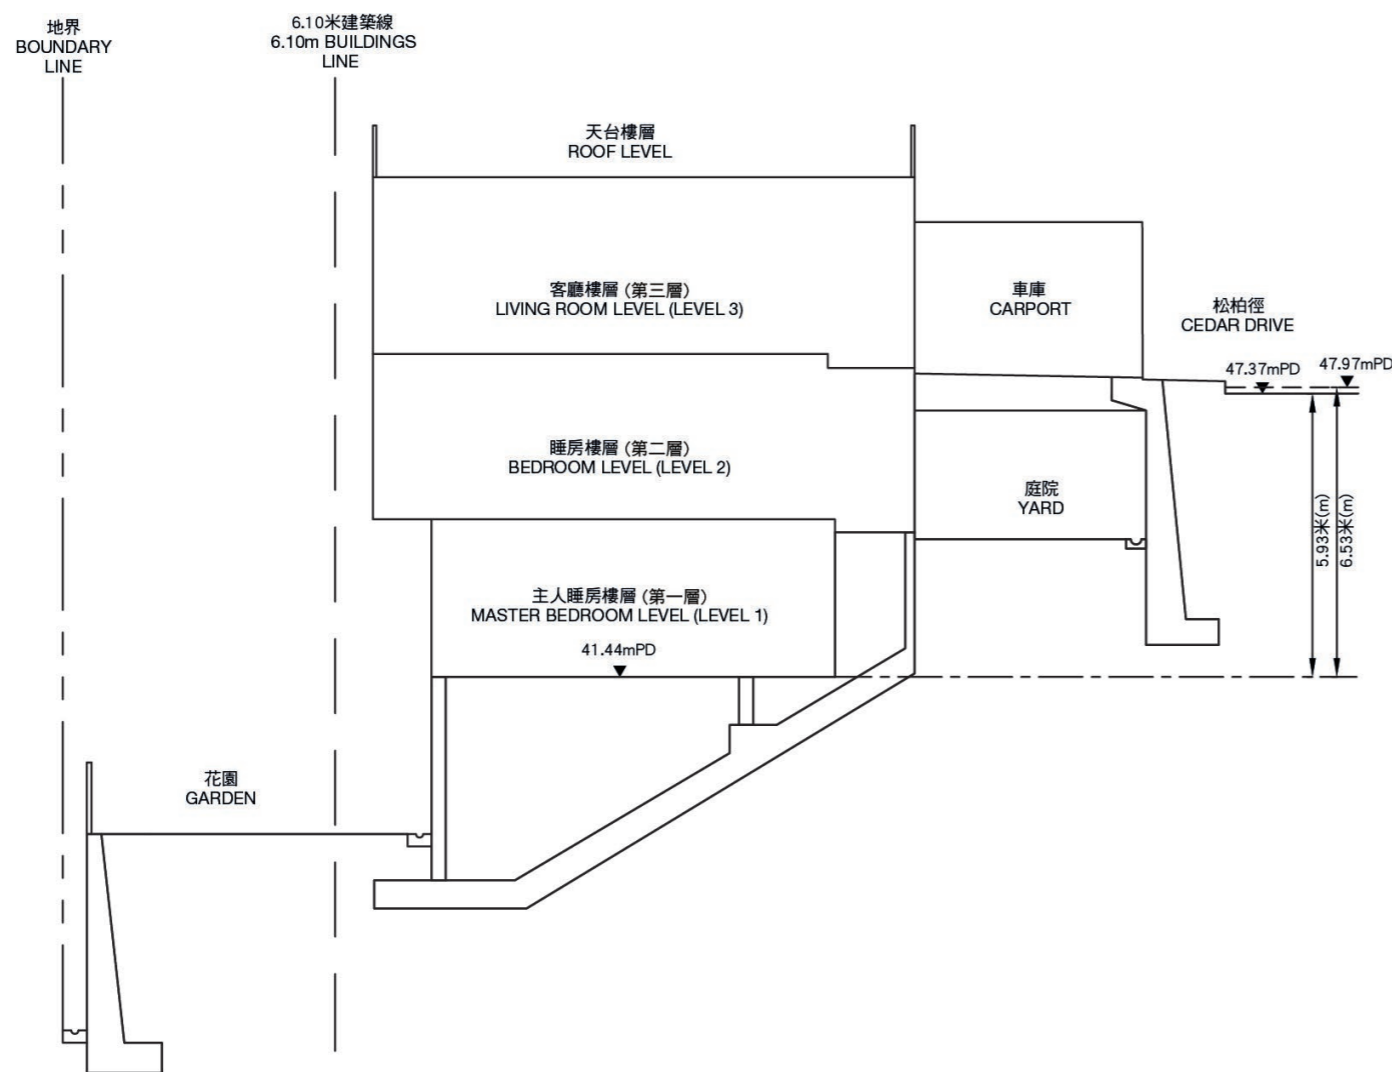 地界
BOUNDARY
LINE
6.10米建築線
6.10m BUILDINGS
LINE
天台樓層
ROOF LEVEL
客廳樓層 (第三層)
LIVING ROOM LEVEL (LEVEL 3)
車庫
CARPORT
松柏徑
CEDAR DRIVE
47.37mPD
47.97mPD
睡房樓層 (第二層)
BEDROOM LEVEL (LEVEL 2)
庭院
YARD
5.93米(m)
6.53米(m)
主人睡房樓層 (第一層)
MASTER BEDROOM LEVEL (LEVEL 1)
41.44mPD
花園
GARDEN